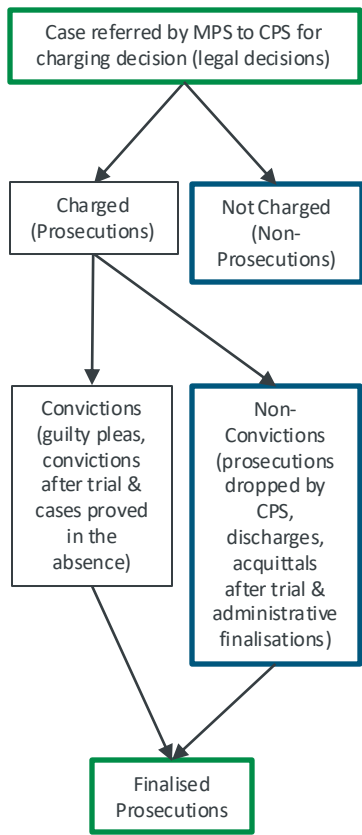 Case referred by MPS to CPS for
charging decision (legal decisions)
Charged
(Prosecutions)
Not Charged
(Non-
Prosecutions)
Convictions
(guilty pleas,
convictions
after trial &
cases proved
in the
absence)
Non-
Convictions
(prosecutions
dropped by
CPS,
discharges,
acquittals
after trial &
administrative
finalisations)
Finalised
Prosecutions